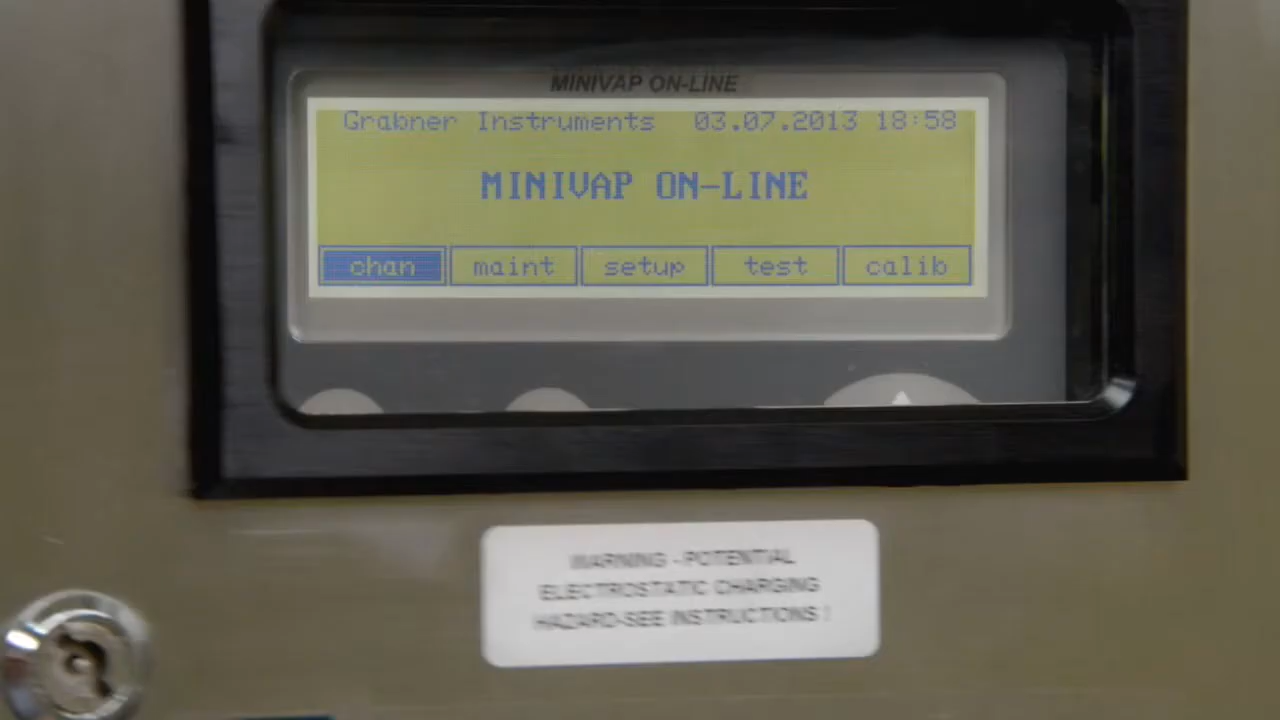 MINIVAP ON-LINE
Grabner Instruments 03.07.2013 18:58
MINIVAP ON-LINE
chan maint setup test calib
WARNING - POTENTIAL
ELECTROSTATIC CHARGING
HAZARD-SEE INSTRUCTIONS !